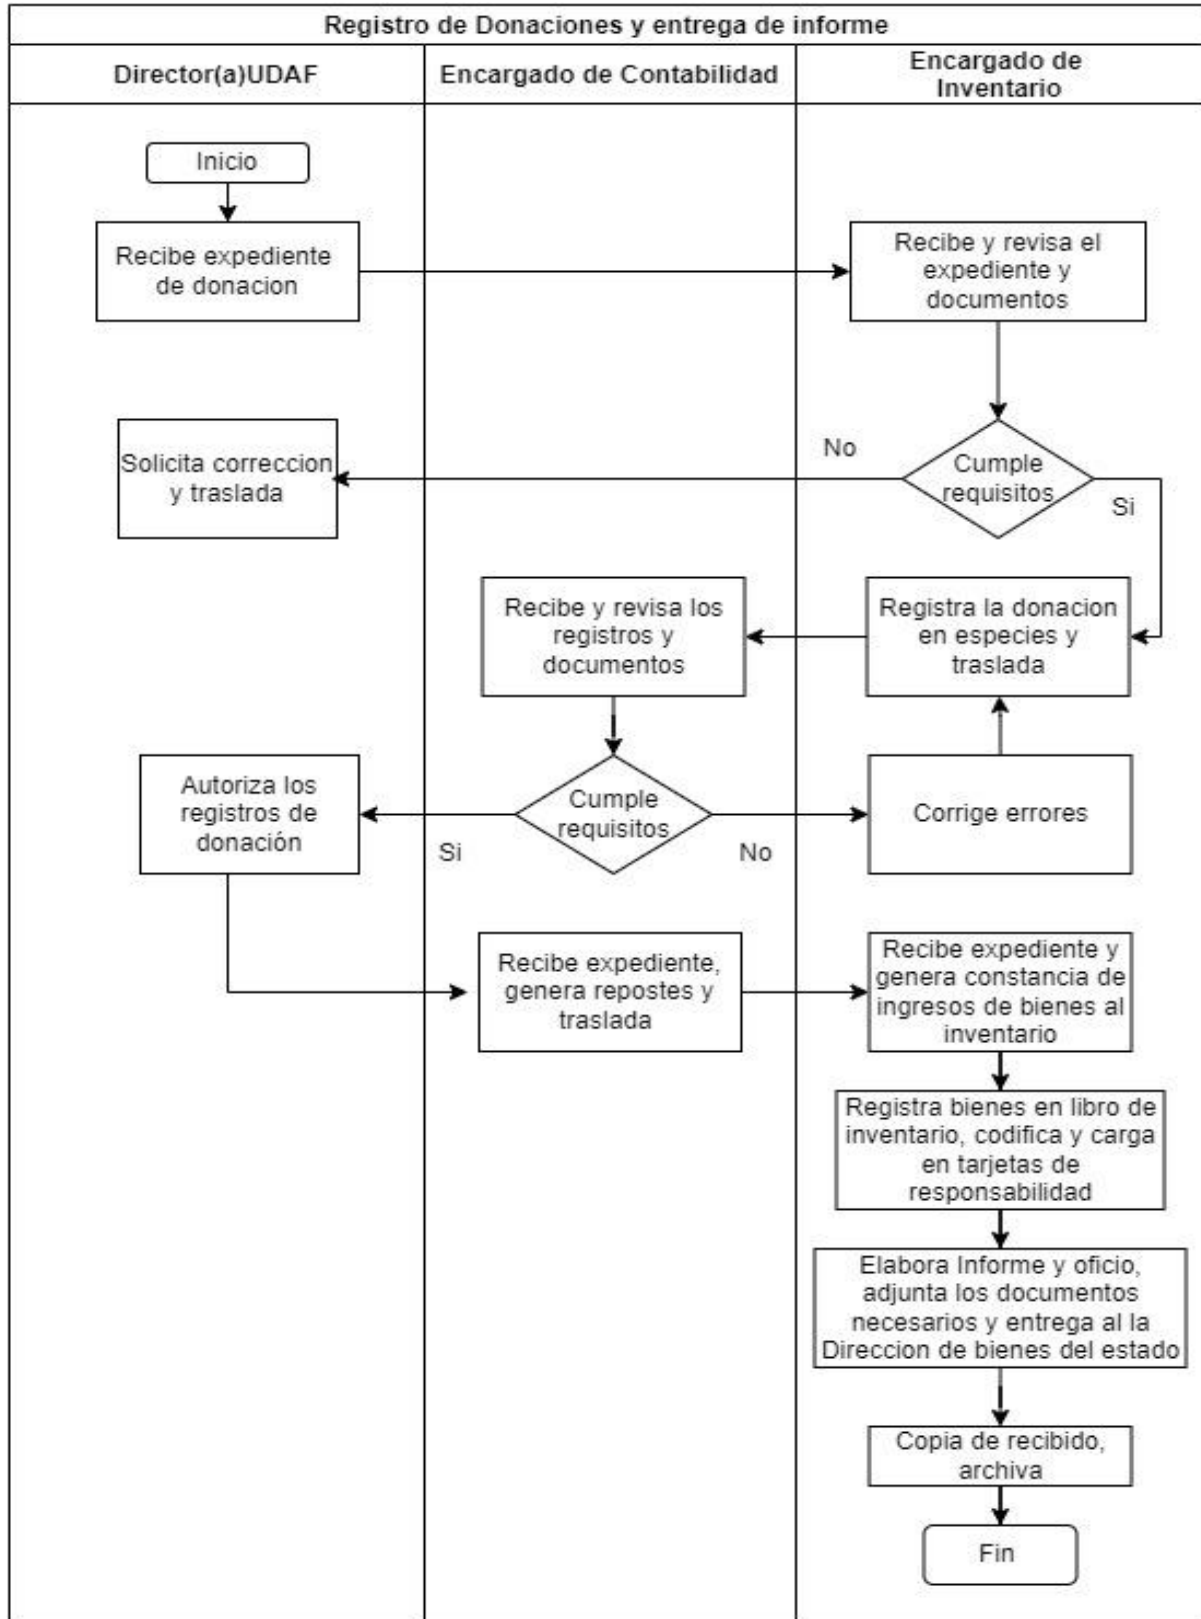 Registro de Donaciones y entrega de informe
Director(a)UDAF
Encargado de Contabilidad
Encargado de
Inventario
Inicio
Recibe expediente
de donacion
Recibe y revisa el
expediente y
documentos
Cumple
requisitos
No
Si
Solicita correccion
y traslada
Registra la donacion
en especies y
traslada
Recibe y revisa los
registros y
documentos
Cumple
requisitos
Si
No
Autoriza los
registros de
donación
Corrige errores
Recibe expediente,
genera repostes y
traslada
Recibe expediente y
genera constancia de
ingresos de bienes al
inventario
Registra bienes en libro de
inventario, codifica y carga
en tarjetas de
responsabilidad
Elabora Informe y oficio,
adjunta los documentos
necesarios y entrega al la
Direccion de bienes del estado
Copia de recibido,
archiva
Fin